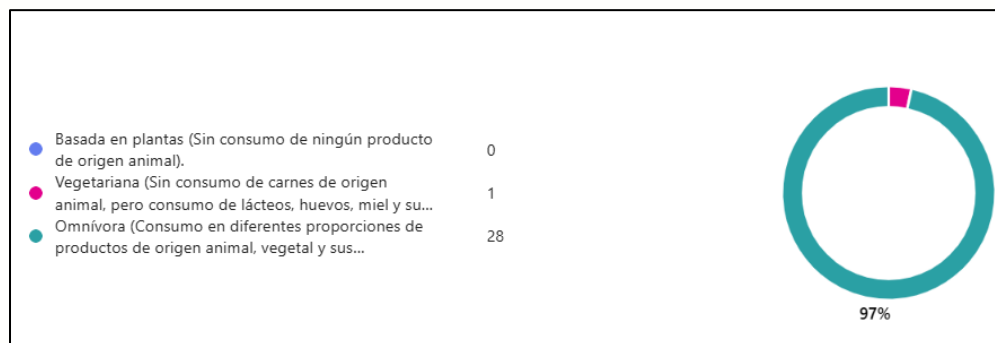 Basada en plantas (Sin consumo de ningún producto
de origen animal).
0
Vegetariana (Sin consumo de carnes de origen
animal, pero consumo de lácteos, huevos, miel y su...
1
Omnívora (Consumo en diferentes proporciones de
productos de origen animal, vegetal y sus...
28
97%